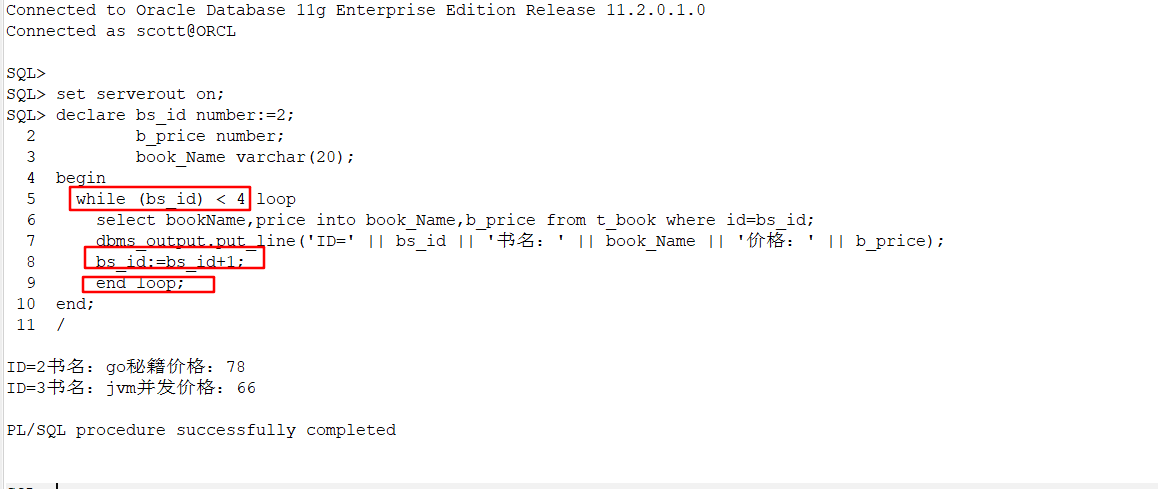 Connected to Oracle Database 11g Enterprise Edition Release 11.2.0.1.0
Connected as scott@ORCL
SQL>
SQL> set serverout on;
SQL> declare bs_id number:=2;
2 b_price number;
3 book_Name varchar(20);
4 begin
5 while (bs_id) < 4 loop
6 select bookName,price into book_Name,b_price from t_book where id=bs_id;
7 dbms_output.put_line('ID=' || bs_id || '书名：' || book_Name || '价格：' || b_price);
8 bs_id:=bs_id+1;
9 end loop;
10 end;
11 /
ID=2书名：go秘籍价格：78
ID=3书名：jvm并发价格：66
PL/SQL procedure successfully completed